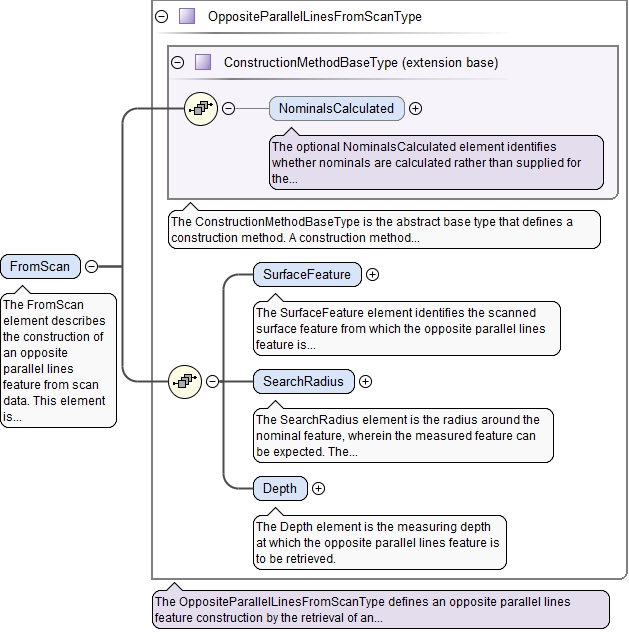 OppositeParallelLinesFromScanType
ConstructionMethodBaseType (extension base)
NominalsCalculated
The optional NominalsCalculated element identifies
whether nominals are calculated rather than supplied for
the...
The ConstructionMethodBaseType is the abstract base type that defines a
construction method. A construction method...
FromScan
The FromScan
element describes
the construction of
an opposite
parallel lines
feature from scan
data. This element
is...
SurfaceFeature
The SurfaceFeature element identifies the scanned
surface feature from which the opposite parallel lines
feature is...
SearchRadius
The SearchRadius element is the radius around the
nominal feature, wherein the measured feature can
be expected. The...
Depth
The Depth element is the measuring depth
at which the opposite parallel lines feature is
to be retrieved.
The OppositeParallelLinesFromScanType defines an opposite parallel lines
feature construction by the retrieval of an...